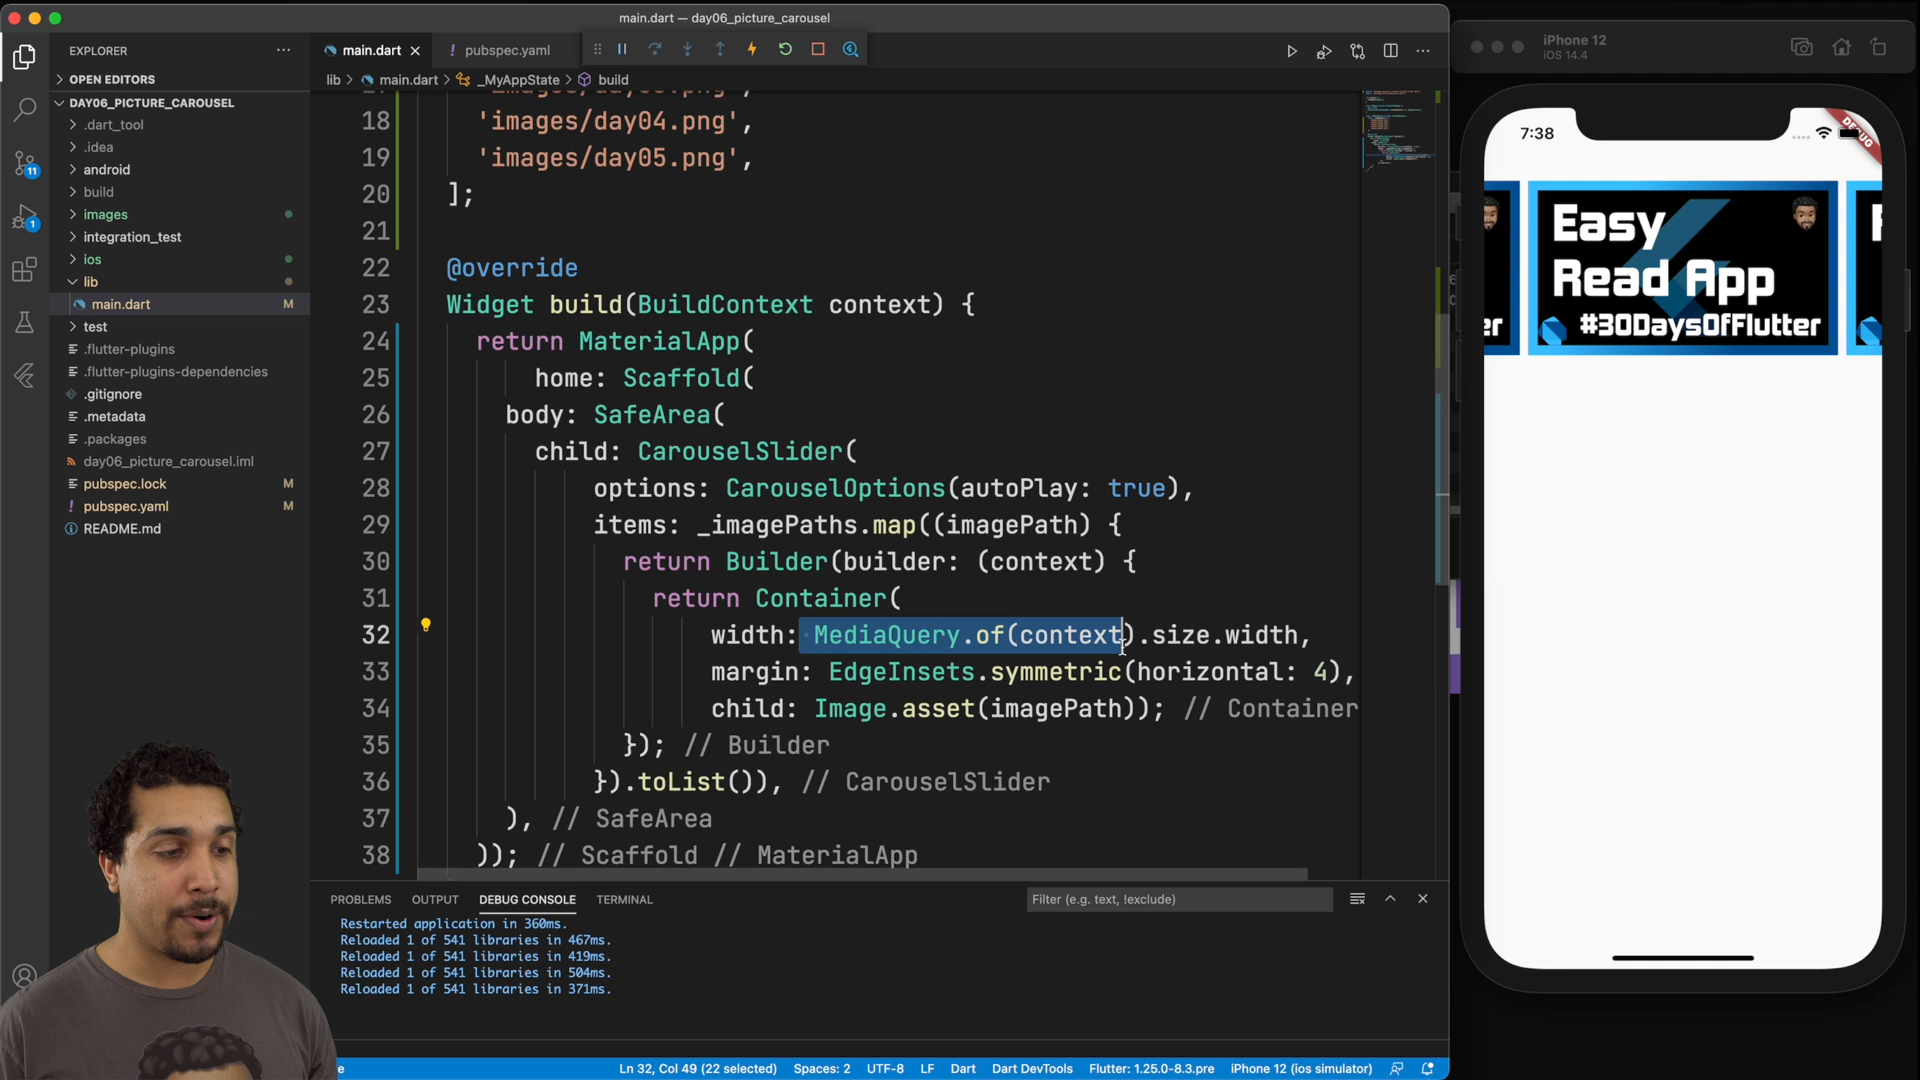 main.dart — day06_picture_carousel
iPhone 12
iOS 14.4
EXPLORER
main.dart
! pubspec.yaml
OPEN EDITORS
lib > main.dart > _MyAppState > build
DAY06_PICTURE_CAROUSEL
.dart_tool
.idea
android
build
images
integration_test
ios
lib
main.dart M
test
.flutter-plugins
.flutter-plugins-dependencies
.gitignore
.metadata
.packages
day06_picture_carousel.iml
pubspec.lock M
! pubspec.yaml M
README.md
11
1
18 'images/day04.png',
19 'images/day05.png',
20 ];
21
22 @override
23 Widget build(BuildContext context) {
24 return MaterialApp(
25 home: Scaffold(
26 body: SafeArea(
27 child: CarouselSlider(
28 options: CarouselOptions(autoPlay: true),
29 items: _imagePaths.map((imagePath) {
30 return Builder(builder: (context) {
31 return Container(
32 width: MediaQuery.of(context).size.width,
33 margin: EdgeInsets.symmetric(horizontal: 4),
34 child: Image.asset(imagePath)); // Container
35 }); // Builder
36 }).toList()), // CarouselSlider
37 ), // SafeArea
38 )); // Scaffold // MaterialApp
PROBLEMS OUTPUT DEBUG CONSOLE TERMINAL
Filter (e.g. text, !exclude)
Restarted application in 360ms.
Reloaded 1 of 541 libraries in 467ms.
Reloaded 1 of 541 libraries in 419ms.
Reloaded 1 of 541 libraries in 504ms.
Reloaded 1 of 541 libraries in 371ms.
Ln 32, Col 49 (22 selected) Spaces: 2 UTF-8 LF Dart Dart DevTools Flutter: 1.25.0-8.3.pre iPhone 12 (ios simulator)
7:38
DEBUG
Easy
Read App
#30DaysOfFlutter
er